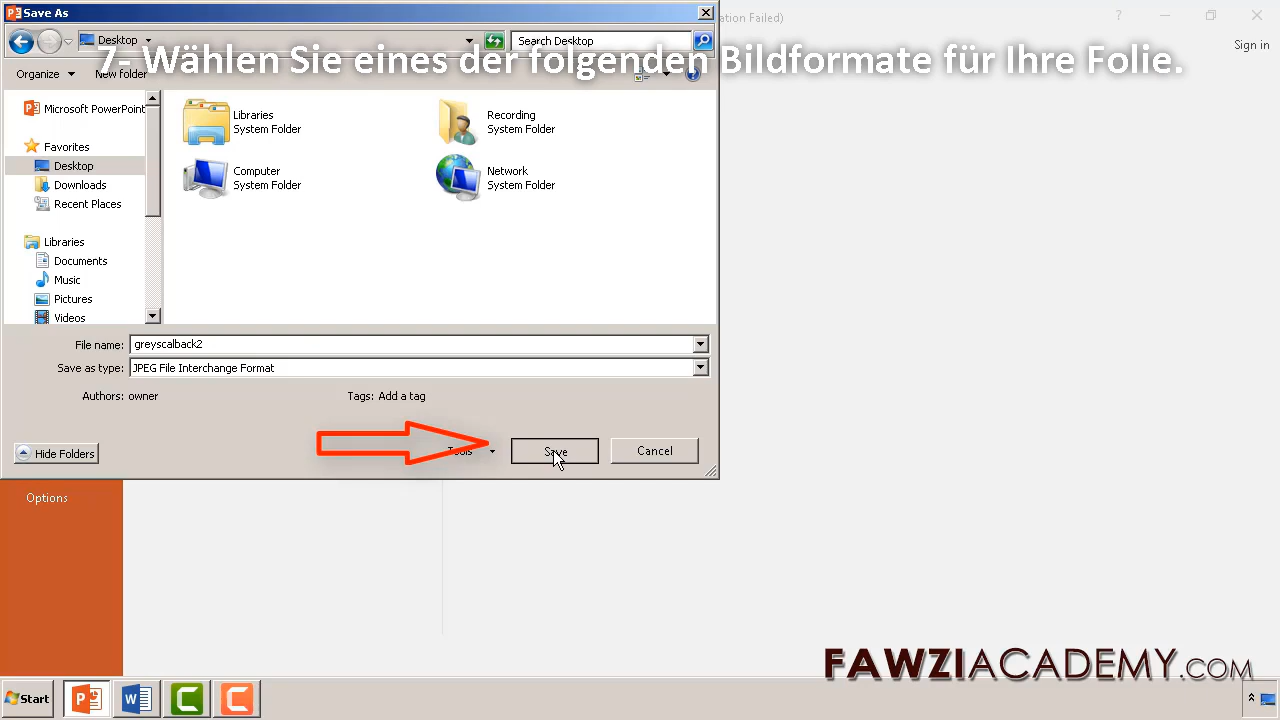 Save As
ation Failed)
Desktop
Search Desktop
Sign in
7- Wählen Sie eines der folgenden Bildformate für Ihre Folie.
Organize
New folder
Microsoft PowerPoint
Favorites
Desktop
Downloads
Recent Places
Libraries
Documents
Music
Pictures
Videos
Libraries
System Folder
Recording
System Folder
Computer
System Folder
Network
System Folder
File name:
greyscalback2
Save as type:
JPEG File Interchange Format
Authors: owner
Tags: Add a tag
Hide Folders
Tools
Save
Cancel
Options
FAWZIACADEMY.COM
Start